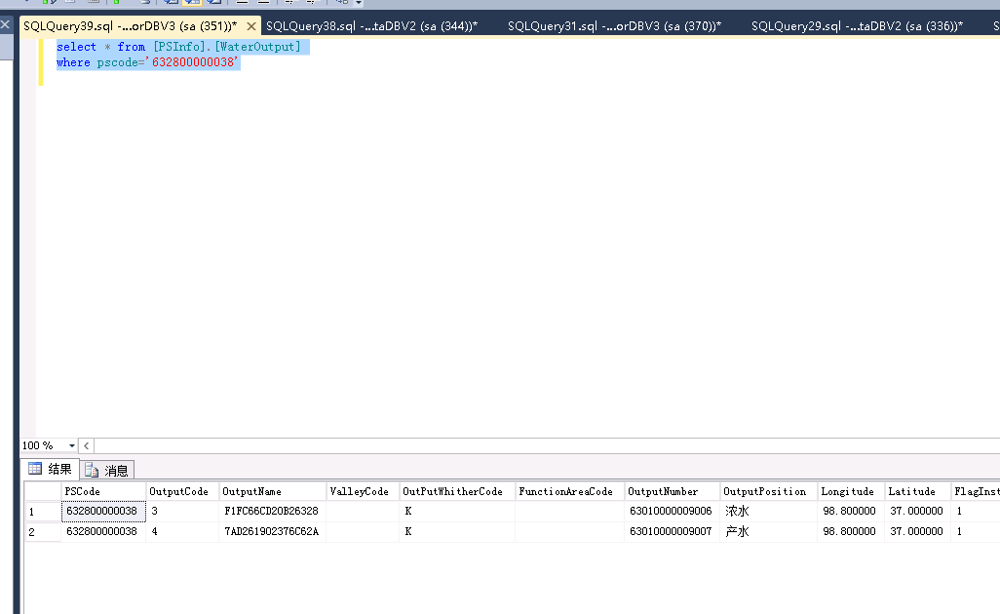 SQLQuery39.sql -...orDBV3 (sa (351))* SQLQuery38.sql -...taDBV2 (sa (344))* SQLQuery31.sql -...orDBV3 (sa (370))* SQLQuery29.sql -...taDBV2 (sa (336))* S
select * from [PSInfo].[WaterOutput]
where pscode='632800000038'
100 %
结果 消息
PSCode OutputCode OutputName ValleyCode OutPutWhitherCode FunctionAreaCode OutputNumber OutputPosition Longitude Latitude FlagInst
1 632800000038 3 F1FC66CD20B26328 K 63010000009006 浓水 98.800000 37.000000 1
2 632800000038 4 7AD261902376C62A K 63010000009007 产水 98.800000 37.000000 1